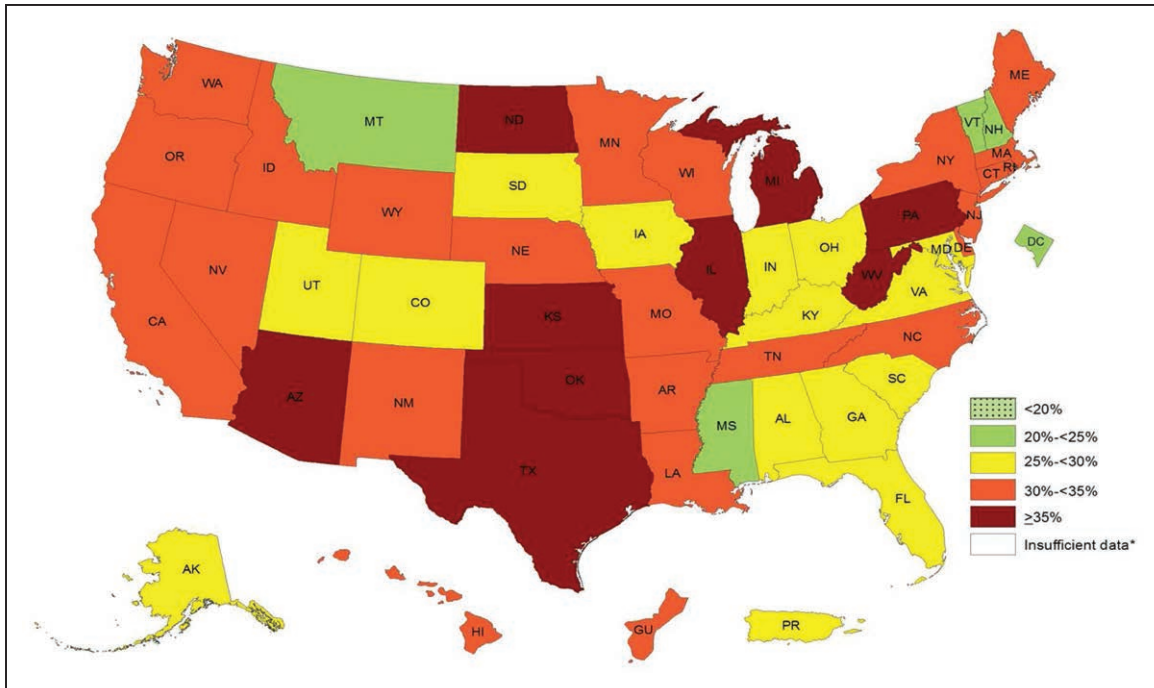 WA
MT
ND
MN
ME
VT
NH
OR
ID
SD
WI
MI
NY
MA
CT
RI
WY
IA
PA
NJ
NE
IL
IN
OH
MD
DE
DC
NV
UT
CO
WV
VA
CA
KS
MO
KY
AZ
NM
OK
AR
TN
NC
SC
MS
AL
GA
TX
LA
FL
AK
HI
GU
PR
<20%
20%-<25%
25%-<30%
30%-<35%
≥35%
Insufficient data*